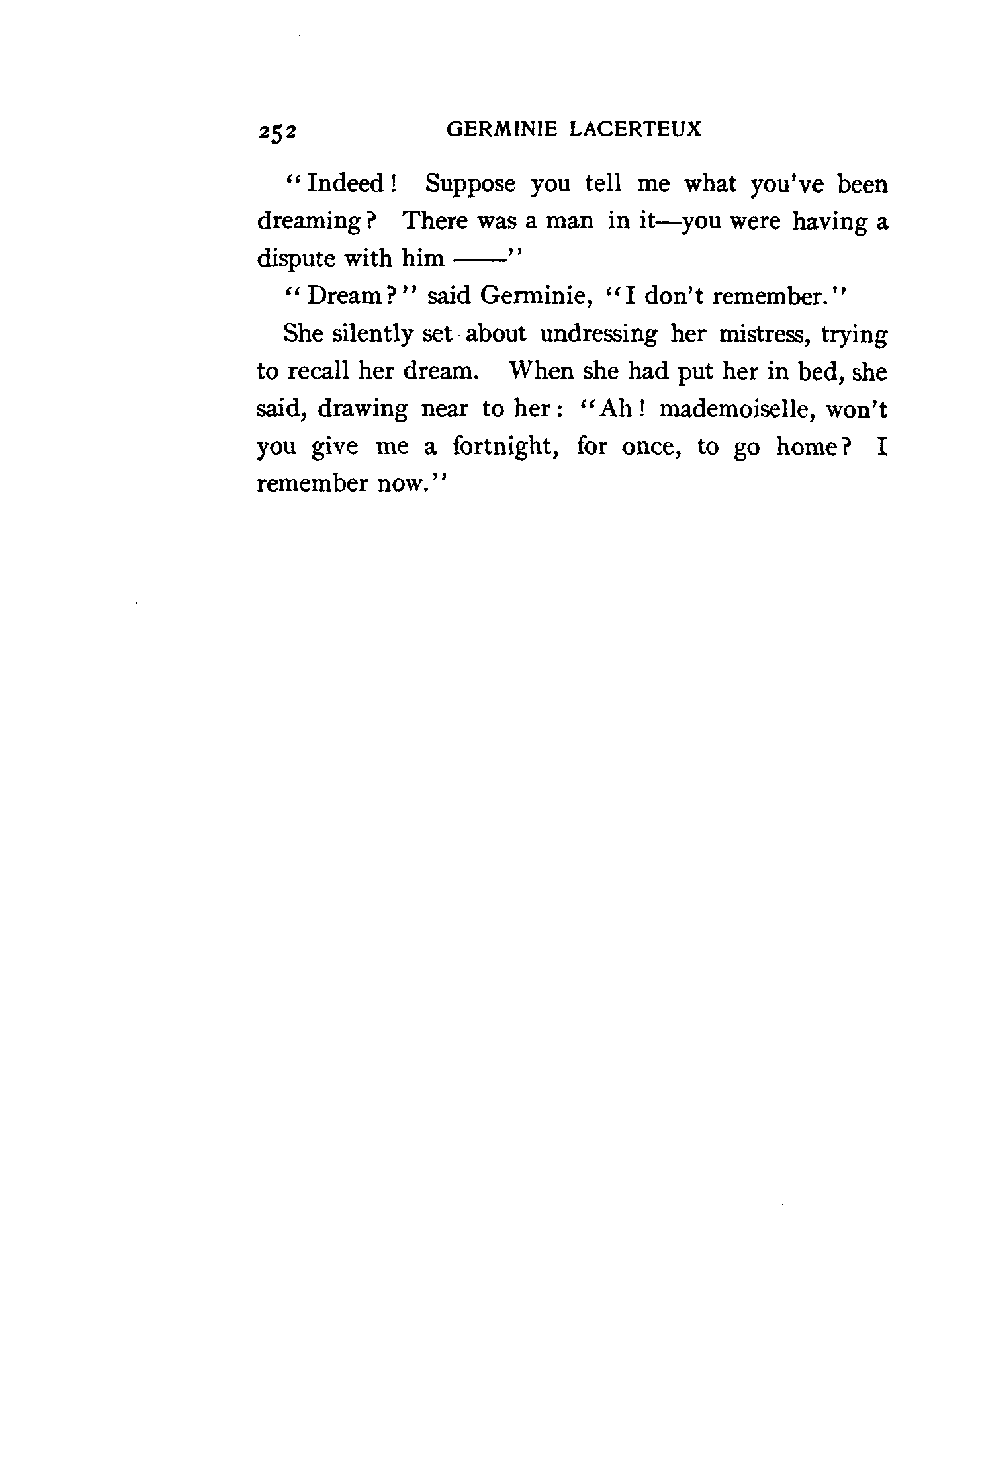 252 GERMINIE LACERTEUX
"Indeed! Suppose you tell me what you've been
dreaming? There was a man in it—you were having a
dispute with him ——"
"Dream?" said Germinie, "I don't remember."
She silently set about undressing her mistress, trying
to recall her dream. When she had put her in bed, she
said, drawing near to her: "Ah! mademoiselle, won't
you give me a fortnight, for once, to go home? I
remember now."